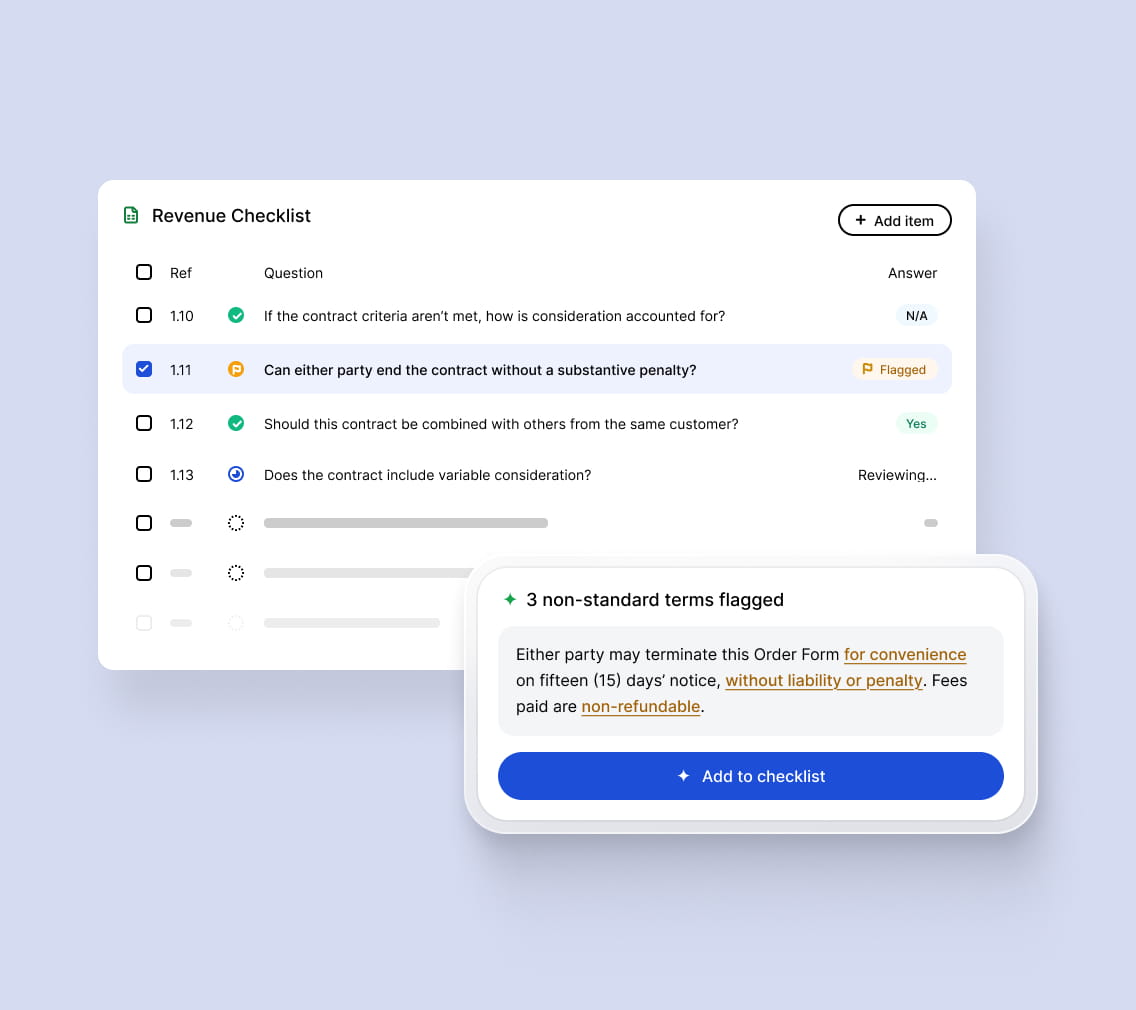 Revenue Checklist
+ Add item
Ref Question Answer
1.10 If the contract criteria aren’t met, how is consideration accounted for? N/A
1.11 Can either party end the contract without a substantive penalty? Flagged
1.12 Should this contract be combined with others from the same customer? Yes
1.13 Does the contract include variable consideration? Reviewing...
3 non-standard terms flagged
Either party may terminate this Order Form for convenience
on fifteen (15) days’ notice, without liability or penalty. Fees
paid are non-refundable.
Add to checklist